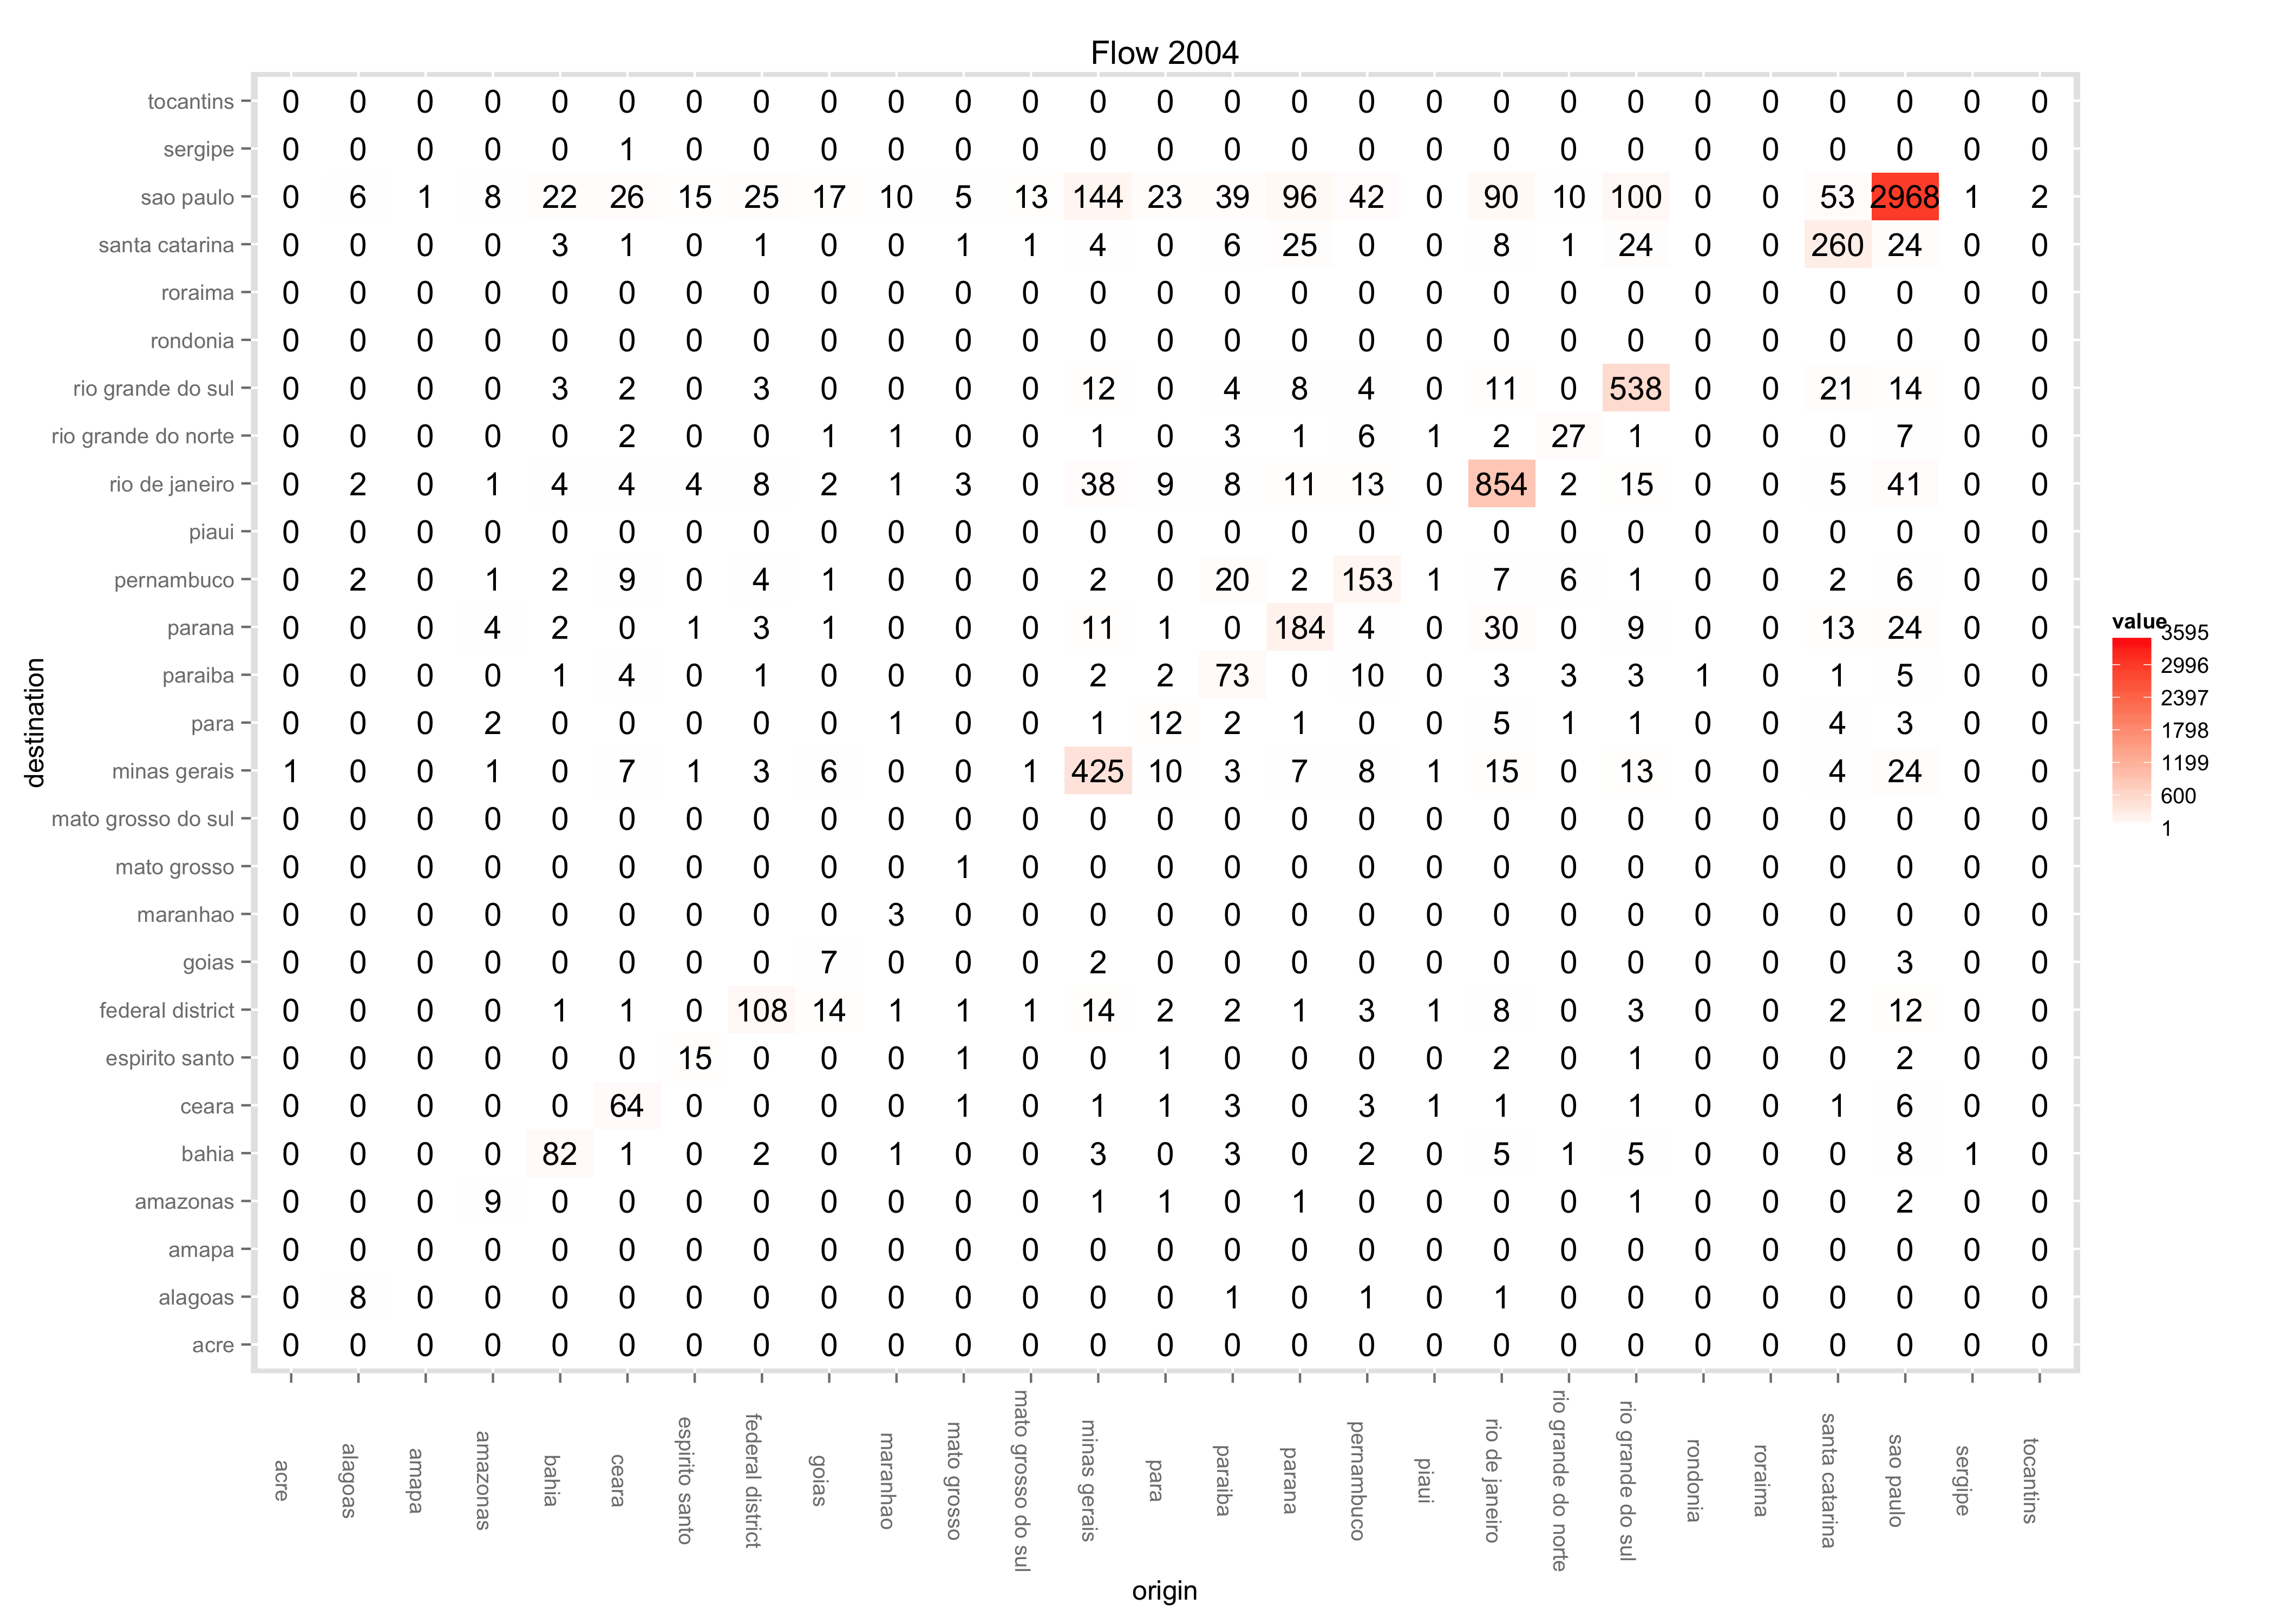 Flow 2004
tocantins 0 0 0 0 0 0 0 0 0 0 0 0 0 0 0 0 0 0 0 0 0 0 0 0 0 0 0
sergipe 0 0 0 0 0 1 0 0 0 0 0 0 0 0 0 0 0 0 0 0 0 0 0 0 0 0 0
sao paulo 0 6 1 8 22 26 15 25 17 10 5 13 144 23 39 96 42 0 90 10 100 0 0 53 2968 1 2
santa catarina 0 0 0 0 3 1 0 1 0 0 1 1 4 0 6 25 0 0 8 1 24 0 0 260 24 0 0
roraima 0 0 0 0 0 0 0 0 0 0 0 0 0 0 0 0 0 0 0 0 0 0 0 0 0 0 0
rondonia 0 0 0 0 0 0 0 0 0 0 0 0 0 0 0 0 0 0 0 0 0 0 0 0 0 0 0
rio grande do sul 0 0 0 0 3 2 0 3 0 0 0 0 12 0 4 8 4 0 11 0 538 0 0 21 14 0 0
rio grande do norte 0 0 0 0 0 2 0 0 1 1 0 0 1 0 3 1 6 1 2 27 1 0 0 0 7 0 0
rio de janeiro 0 2 0 1 4 4 4 8 2 1 3 0 38 9 8 11 13 0 854 2 15 0 0 5 41 0 0
piaui 0 0 0 0 0 0 0 0 0 0 0 0 0 0 0 0 0 0 0 0 0 0 0 0 0 0 0
pernambuco 0 2 0 1 2 9 0 4 1 0 0 0 2 0 20 2 153 1 7 6 1 0 0 2 6 0 0
parana 0 0 0 4 2 0 1 3 1 0 0 0 11 1 0 184 4 0 30 0 9 0 0 13 24 0 0
paraiba 0 0 0 0 1 4 0 1 0 0 0 0 2 2 73 0 10 0 3 3 3 1 0 1 5 0 0
para 0 0 0 2 0 0 0 0 0 1 0 0 1 12 2 1 0 0 5 1 1 0 0 4 3 0 0
minas gerais 1 0 0 1 0 7 1 3 6 0 0 1 425 10 3 7 8 1 15 0 13 0 0 4 24 0 0
mato grosso do sul 0 0 0 0 0 0 0 0 0 0 0 0 0 0 0 0 0 0 0 0 0 0 0 0 0 0 0
mato grosso 0 0 0 0 0 0 0 0 0 0 1 0 0 0 0 0 0 0 0 0 0 0 0 0 0 0 0
maranhao 0 0 0 0 0 0 0 0 0 3 0 0 0 0 0 0 0 0 0 0 0 0 0 0 0 0 0
goias 0 0 0 0 0 0 0 0 7 0 0 0 2 0 0 0 0 0 0 0 0 0 0 0 3 0 0
federal district 0 0 0 0 1 1 0 108 14 1 1 1 14 2 2 1 3 1 8 0 3 0 0 2 12 0 0
espirito santo 0 0 0 0 0 0 15 0 0 0 1 0 0 1 0 0 0 0 2 0 1 0 0 0 2 0 0
ceara 0 0 0 0 0 64 0 0 0 0 1 0 1 1 3 0 3 1 1 0 1 0 0 1 6 0 0
bahia 0 0 0 0 82 1 0 2 0 1 0 0 3 0 3 0 2 0 5 1 5 0 0 0 8 1 0
amazonas 0 0 0 9 0 0 0 0 0 0 0 0 1 1 0 1 0 0 0 0 1 0 0 0 2 0 0
amapa 0 0 0 0 0 0 0 0 0 0 0 0 0 0 0 0 0 0 0 0 0 0 0 0 0 0 0
alagoas 0 8 0 0 0 0 0 0 0 0 0 0 0 0 1 0 1 0 1 0 0 0 0 0 0 0 0
acre 0 0 0 0 0 0 0 0 0 0 0 0 0 0 0 0 0 0 0 0 0 0 0 0 0 0 0
acre
alagoas
amapa
amazonas
bahia
ceara
espirito santo
federal district
goias
maranhao
mato grosso
mato grosso do sul
minas gerais
para
paraiba
parana
pernambuco
piaui
rio de janeiro
rio grande do norte
rio grande do sul
rondonia
roraima
santa catarina
sao paulo
sergipe
tocantins
origin
destination
value
3595
2996
2397
1798
1199
600
1